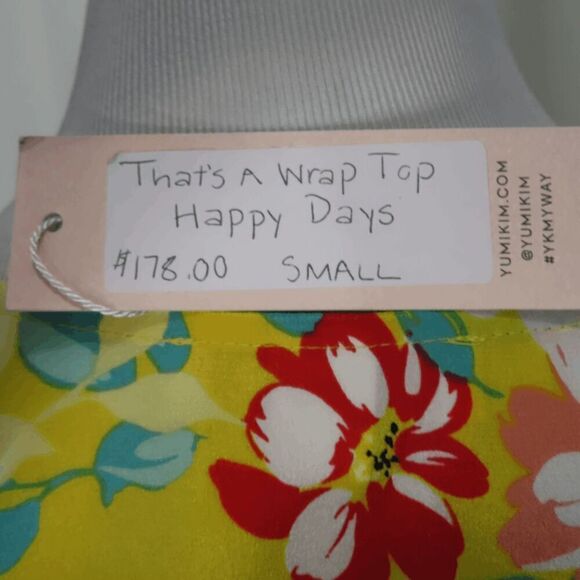 That's A Wrap Top
Happy Days
$178.00 SMALL
YUMIKIM.COM
@YUMIKIM
#YKMYWAY